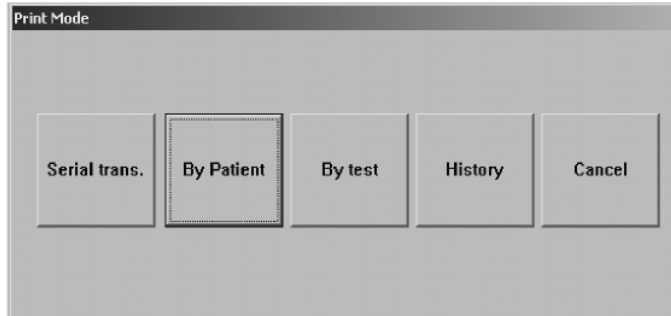 Print Mode
Serial trans.
By Patient
By test
History
Cancel